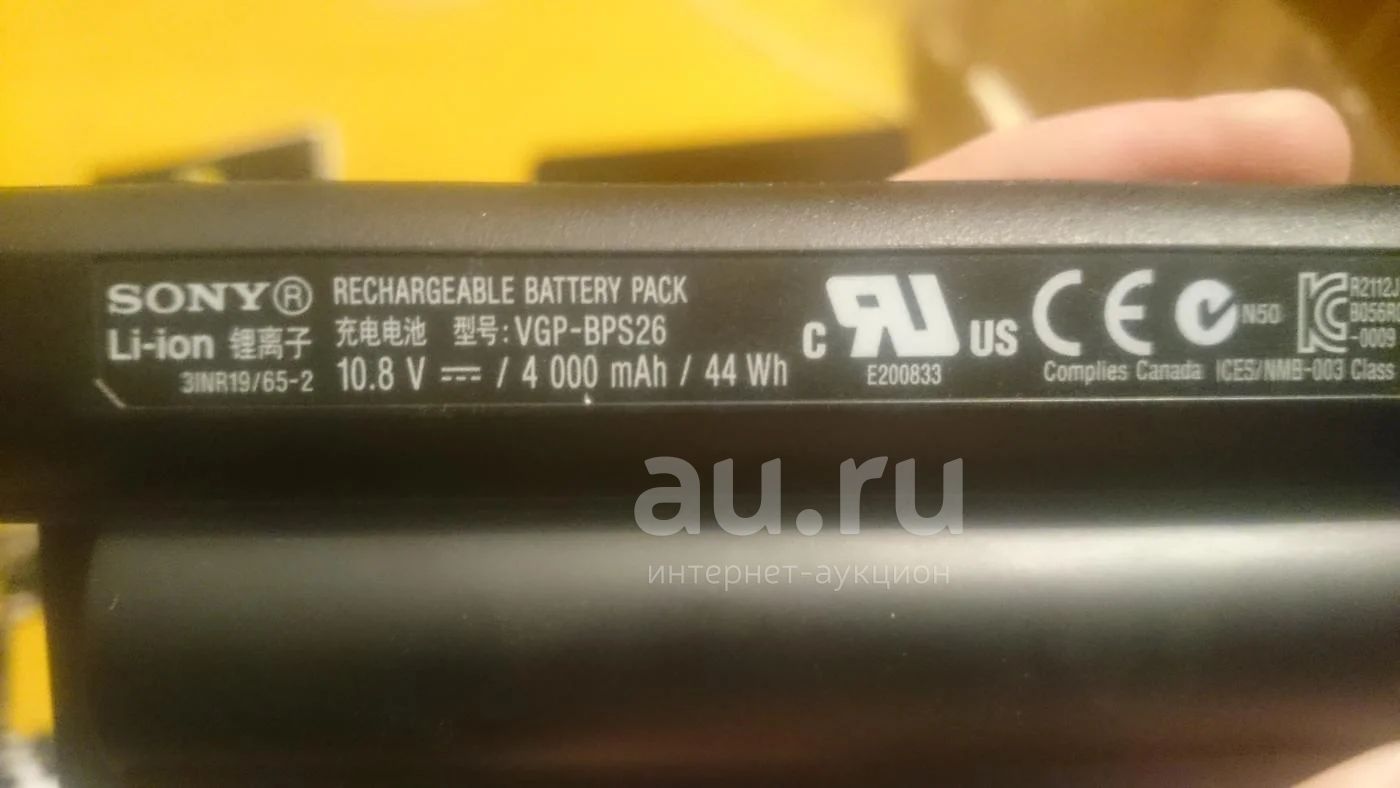 SONY® RECHARGEABLE BATTERY PACK
Li-ion 锂离子 充电电池 型号: VGP-BPS26
3INR19/65-2 10.8 V ⎓ / 4 000 mAh / 44 Wh
c RU US
E200833
CE
N50
R2112J
B056R
-0009
Complies Canada ICES/NMB-003 Class
au.ru
интернет-аукцион